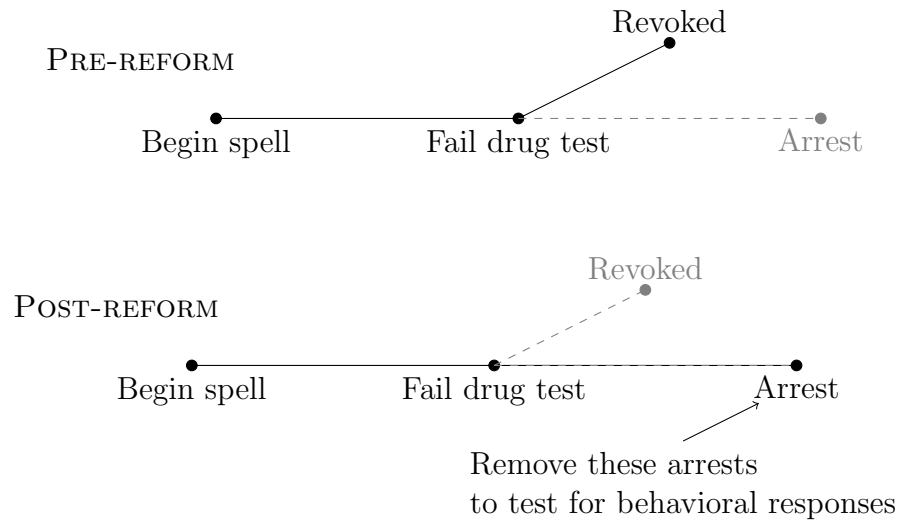 Revoked
PRE-REFORM
Begin spell
Fail drug test
Arrest
Revoked
POST-REFORM
Begin spell
Fail drug test
Arrest
Remove these arrests
to test for behavioral responses